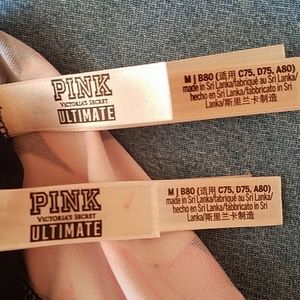 PINK
VICTORIA'S SECRET
ULTIMATE
M | B80 (适用 C75, D75, A80)
made in Sri Lanka/fabriqué au Sri Lanka/
hecho en Sri Lanka/fabbricato in Sri
Lanka/斯里兰卡制造
PINK
VICTORIA'S SECRET
ULTIMATE
M | B80 (适用 C75, D75, A80)
made in Sri Lanka/fabriqué au Sri Lanka/
hecho en Sri Lanka/fabbricato in Sri
Lanka/斯里兰卡制造